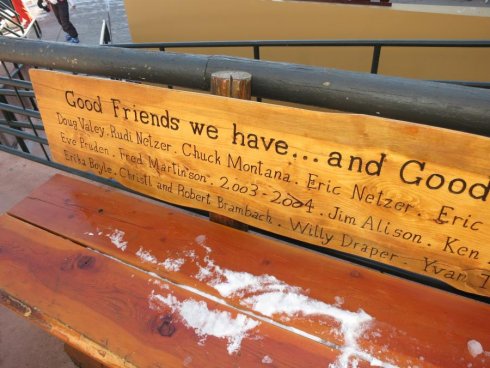 Good Friends we have... and Good
Doug Valey. Rudi Netzer. Chuck Montana. Eric Netzer. Eric
Eve Pruden. Fred Martinson. 2003-2004. Jim Alison. Ken
Erika Boyle. Christl and Robert Brambach. Willy Draper. Yvan T